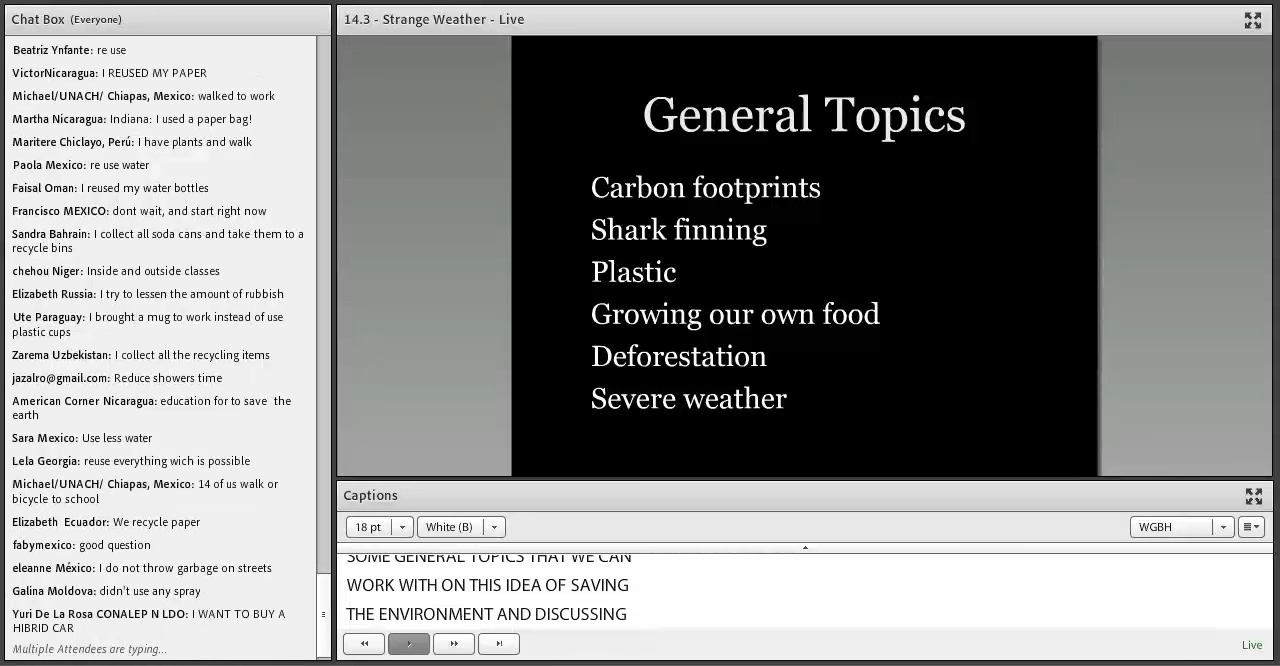 Chat Box (Everyone)
Beatriz Ynfante: re use
VictorNicaragua: I REUSED MY PAPER
Michael/UNACH/ Chiapas, Mexico: walked to work
Martha Nicaragua: Indiana: I used a paper bag!
Maritere Chiclayo, Perú: I have plants and walk
Paola Mexico: re use water
Faisal Oman: I reused my water bottles
Francisco MEXICO: dont wait, and start right now
Sandra Bahrain: I collect all soda cans and take them to a
recycle bins
chehou Niger: Inside and outside classes
Elizabeth Russia: I try to lessen the amount of rubbish
Ute Paraguay: I brought a mug to work instead of use
plastic cups
Zarema Uzbekistan: I collect all the recycling items
jazalro@gmail.com: Reduce showers time
American Corner Nicaragua: education for to save the
earth
Sara Mexico: Use less water
Lela Georgia: reuse everything wich is possible
Michael/UNACH/ Chiapas, Mexico: 14 of us walk or
bicycle to school
Elizabeth Ecuador: We recycle paper
fabymexico: good question
eleanne México: I do not throw garbage on streets
Galina Moldova: didn't use any spray
Yuri De La Rosa CONALEP N LDO: I WANT TO BUY A
HIBRID CAR
Multiple Attendees are typing...
14.3 - Strange Weather - Live
General Topics
Carbon footprints
Shark finning
Plastic
Growing our own food
Deforestation
Severe weather
Captions
18 pt White (B) WGBH
SOME GENERAL TOPICS THAT WE CAN
WORK WITH ON THIS IDEA OF SAVING
THE ENVIRONMENT AND DISCUSSING
Live